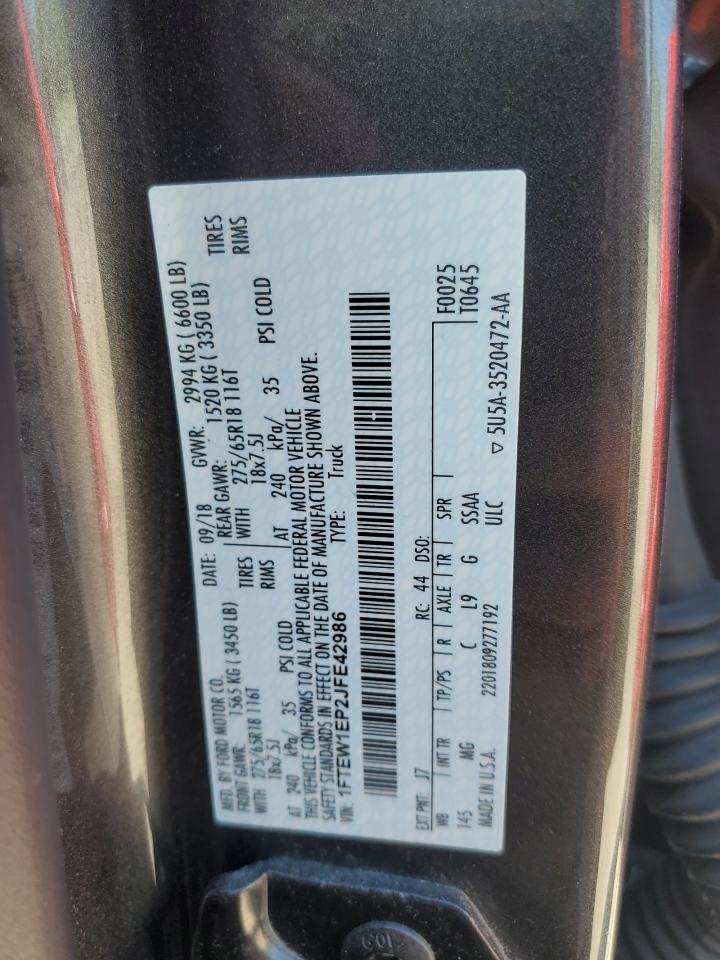 MFD. BY FORD MOTOR CO. DATE: 09/18 GVWR: 2994 KG ( 6600 LB)
FRONT GAWR: 1565 KG ( 3450 LB) REAR GAWR: 1520 KG ( 3350 LB)
WITH 275/65R18 116T TIRES WITH 275/65R18 116T TIRES
18x7.5J RIMS 18x7.5J RIMS
AT 240 kPa/ 35 PSI COLD AT 240 kPa/ 35 PSI COLD
THIS VEHICLE CONFORMS TO ALL APPLICABLE FEDERAL MOTOR VEHICLE
SAFETY STANDARDS IN EFFECT ON THE DATE OF MANUFACTURE SHOWN ABOVE.
VIN: 1FTEW1EP2JFE42986 TYPE: Truck
EXT PNT: J7 RC: 44 DSO: F0025
WB INT TR TP/PS R AXLE TR SPR T0645
145 MG C L9 G SSAA
MADE IN U.S.A. 2201809277192 ULC ▽ 5U5A-3520472-AA
10.9